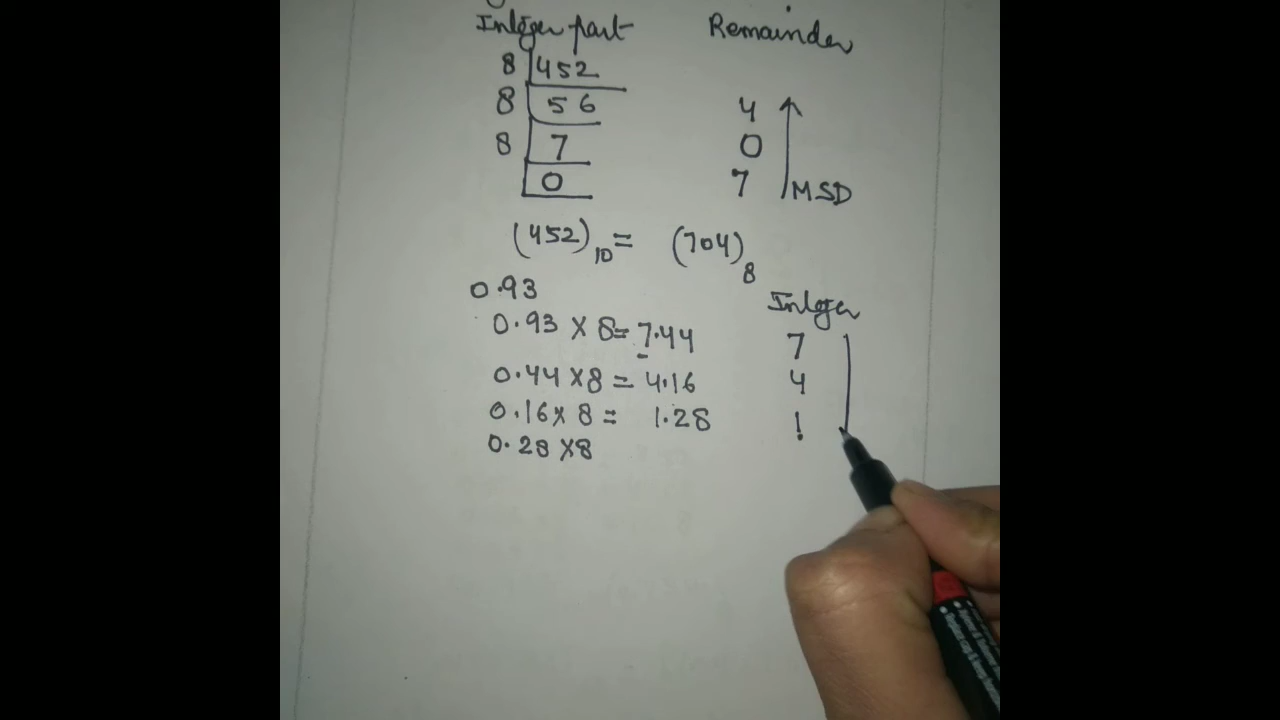 Integer part Remainder
8 452
8 56 4
8 7 0
0 7 MSD
(452)10 = (704)8
0.93
Integer
0.93 × 8 = 7.44 7
0.44 × 8 = 4.16 4
0.16 × 8 = 1.28 1
0.28 × 8